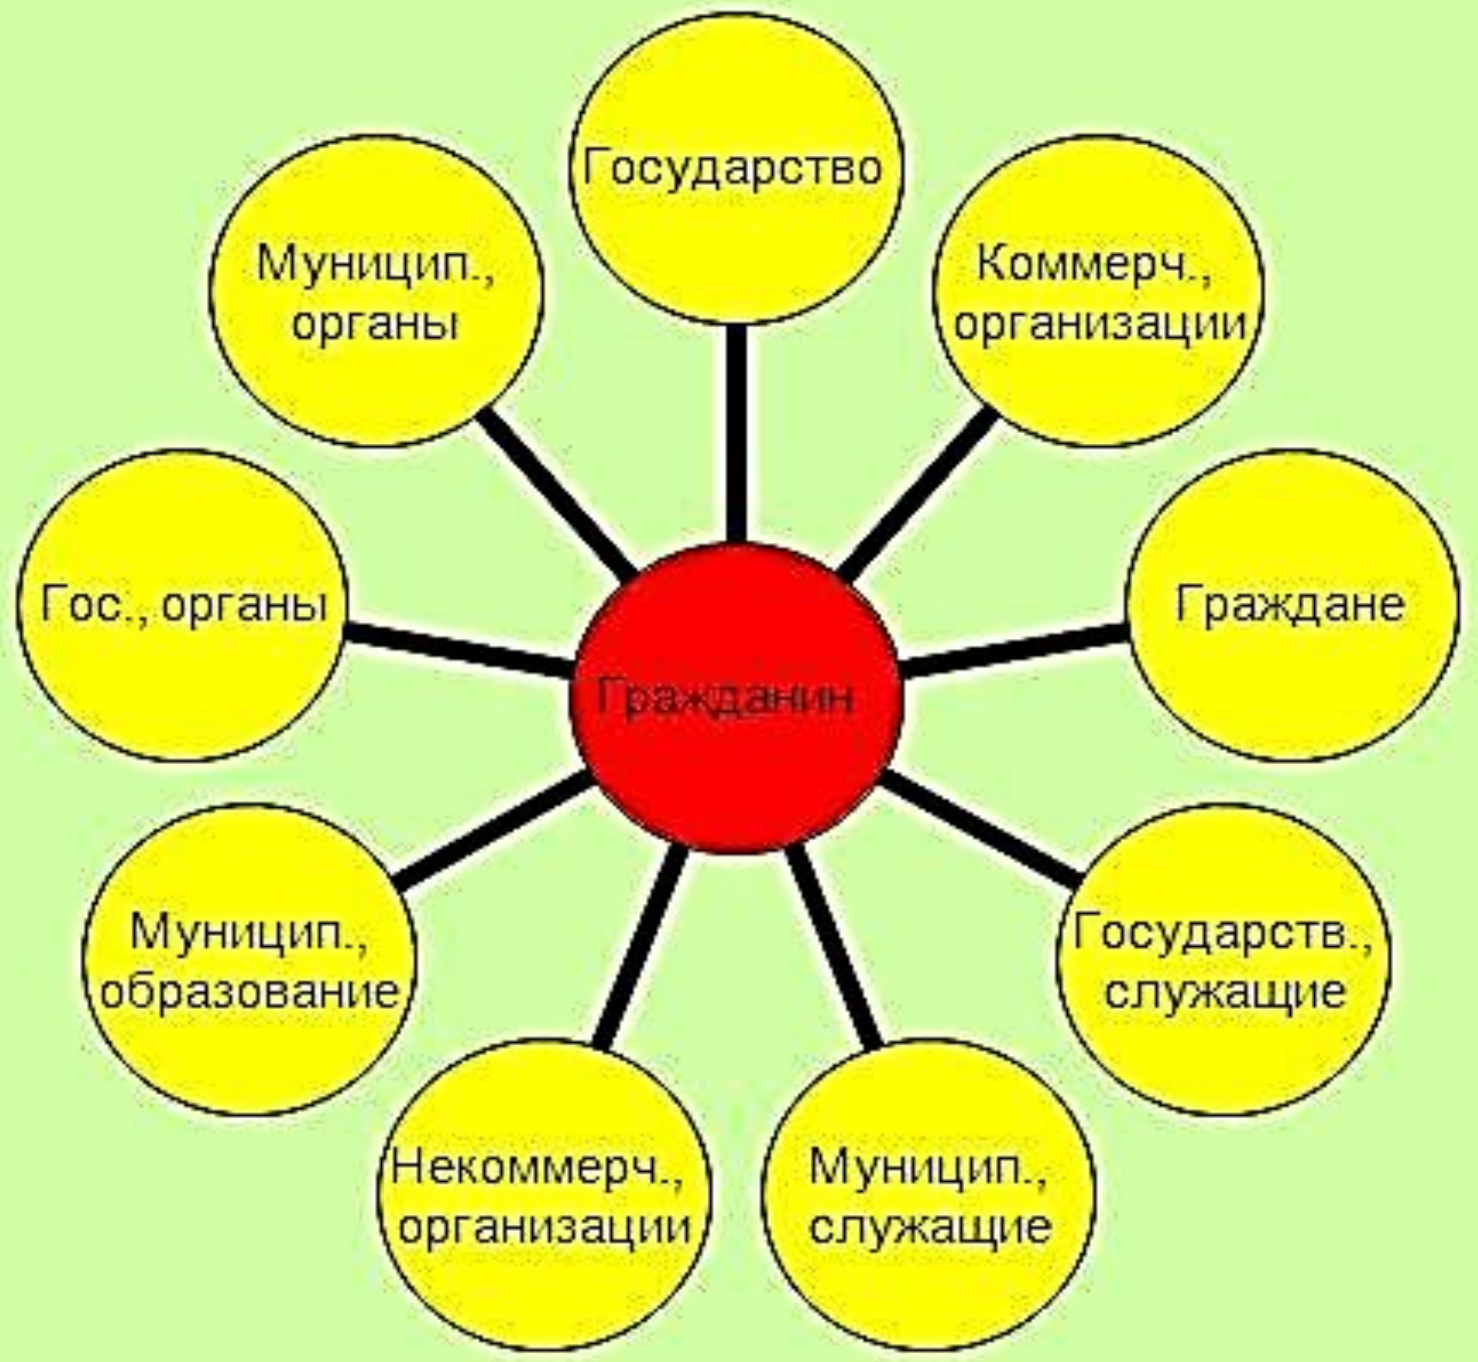 Государство
Муницип.,
органы
Коммерч.,
организации
Гос., органы
Граждане
Гражданин
Муницип.,
образование
Государств.,
служащие
Некоммерч.,
организации
Муницип.,
служащие